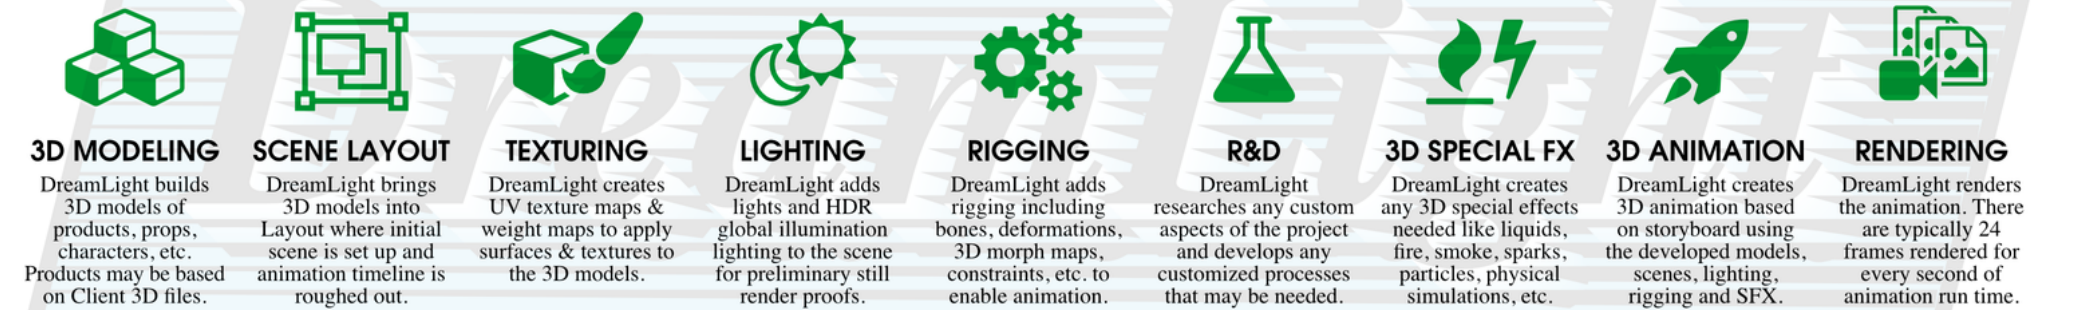 DreamLight
3D MODELING
DreamLight builds
3D models of
products, props,
characters, etc.
Products may be based
on Client 3D files.
SCENE LAYOUT
DreamLight brings
3D models into
Layout where initial
scene is set up and
animation timeline is
roughed out.
TEXTURING
DreamLight creates
UV texture maps &
weight maps to apply
surfaces & textures to
the 3D models.
LIGHTING
DreamLight adds
lights and HDR
global illumination
lighting to the scene
for preliminary still
render proofs.
RIGGING
DreamLight adds
rigging including
bones, deformations,
3D morph maps,
constraints, etc. to
enable animation.
R&D
DreamLight
researches any custom
aspects of the project
and develops any
customized processes
that may be needed.
3D SPECIAL FX
DreamLight creates
any 3D special effects
needed like liquids,
fire, smoke, sparks,
particles, physical
simulations, etc.
3D ANIMATION
DreamLight creates
3D animation based
on storyboard using
the developed models,
scenes, lighting,
rigging and SFX.
RENDERING
DreamLight renders
the animation. There
are typically 24
frames rendered for
every second of
animation run time.